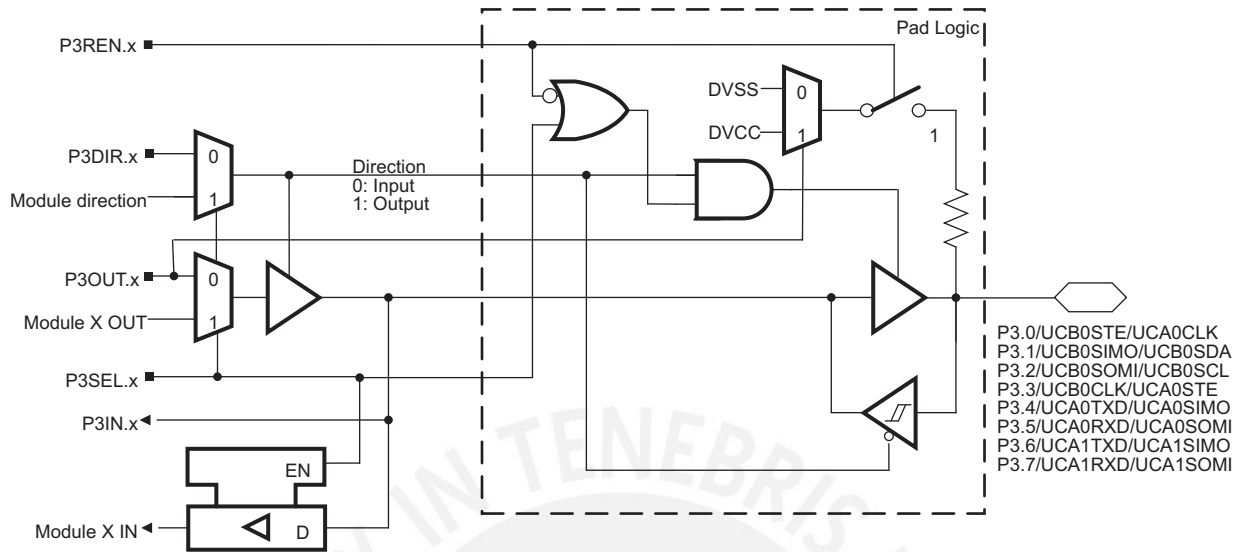 Pad Logic
P3REN.x
DVSS
0
DVCC
1
1
P3DIR.x
0
Module direction
1
Direction
0: Input
1: Output
P3OUT.x
0
Module X OUT
1
P3SEL.x
P3IN.x
EN
Module X IN
D
P3.0/UCB0STE/UCA0CLK
P3.1/UCB0SIMO/UCB0SDA
P3.2/UCB0SOMI/UCB0SCL
P3.3/UCB0CLK/UCA0STE
P3.4/UCA0TXD/UCA0SIMO
P3.5/UCA0RXD/UCA0SOMI
P3.6/UCA1TXD/UCA1SIMO
P3.7/UCA1RXD/UCA1SOMI
IN TENEBRIS